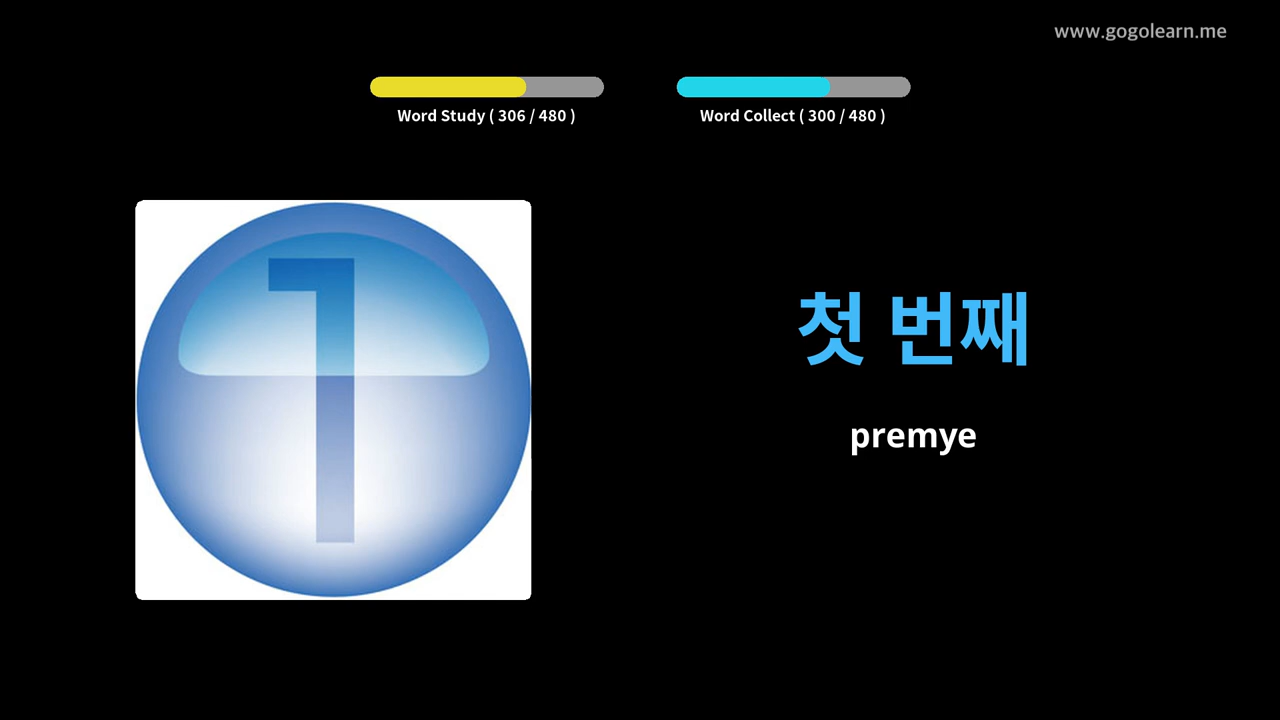 www.gogolearn.me
Word Study ( 306 / 480 )
Word Collect ( 300 / 480 )
1
첫 번째
premye